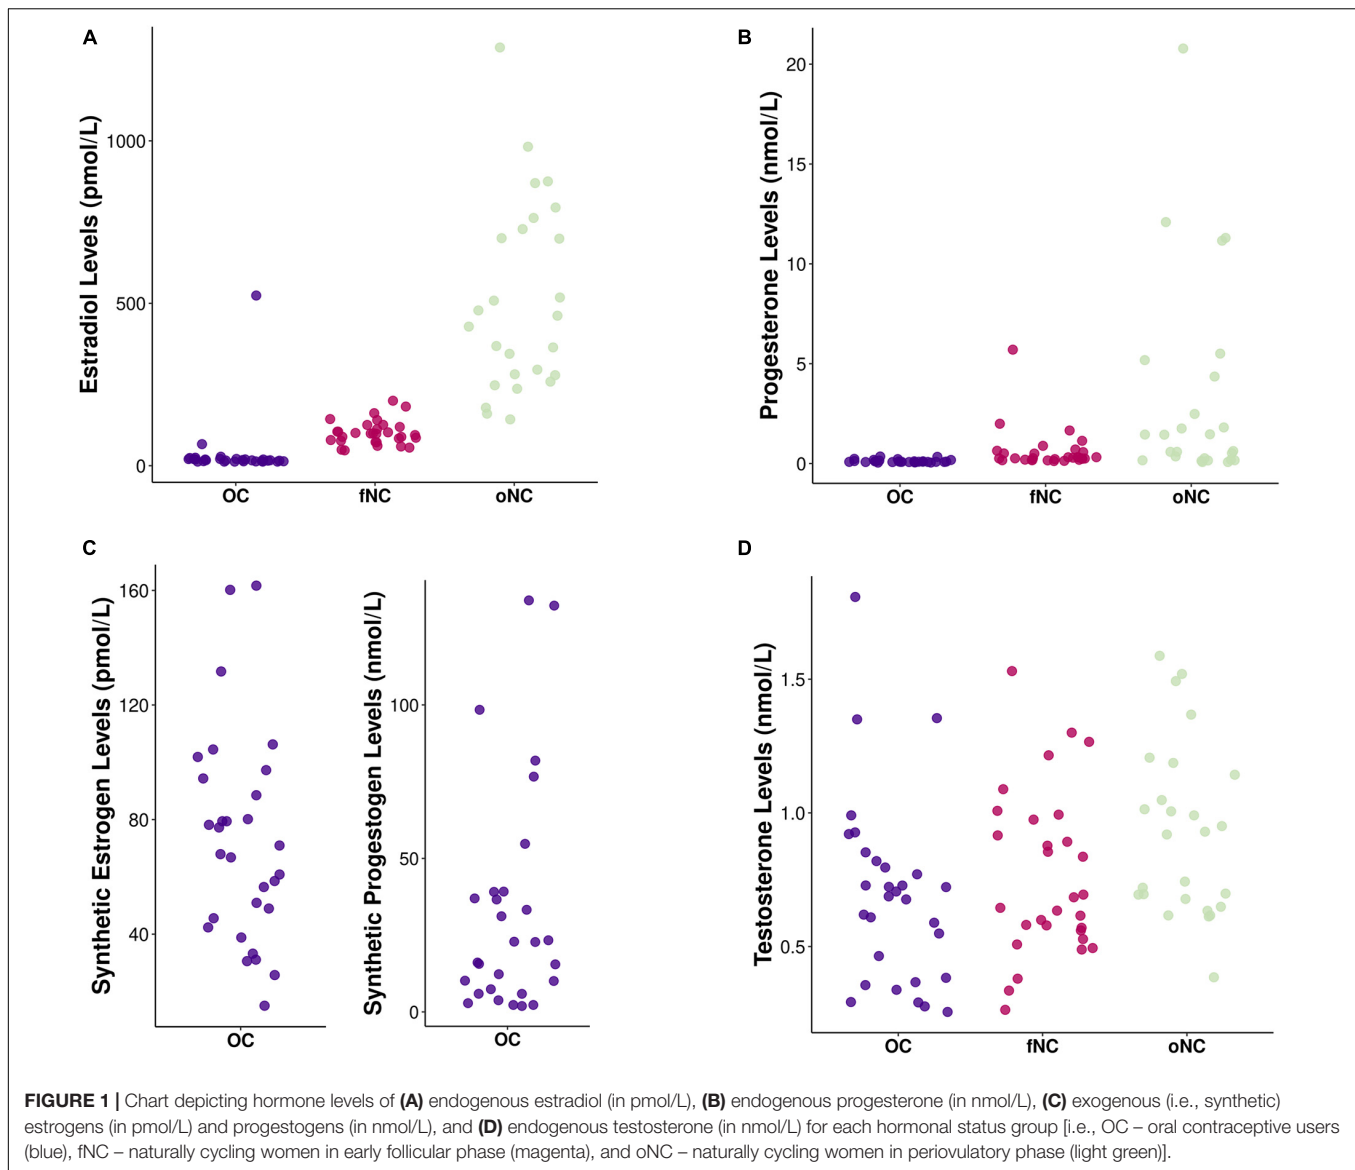 A
Estradiol Levels (pmol/L)
1000
500
0
OC fNC oNC
B
Progesterone Levels (nmol/L)
20
15
10
5
0
OC fNC oNC
C
Synthetic Estrogen Levels (pmol/L)
160
120
80
40
OC
Synthetic Progestogen Levels (nmol/L)
100
50
0
OC
D
Testosterone Levels (nmol/L)
1.5
1.0
0.5
OC fNC oNC
FIGURE 1 | Chart depicting hormone levels of (A) endogenous estradiol (in pmol/L), (B) endogenous progesterone (in nmol/L), (C) exogenous (i.e., synthetic)
estrogens (in pmol/L) and progestogens (in nmol/L), and (D) endogenous testosterone (in nmol/L) for each hormonal status group [i.e., OC – oral contraceptive users
(blue), fNC – naturally cycling women in early follicular phase (magenta), and oNC – naturally cycling women in periovulatory phase (light green)].